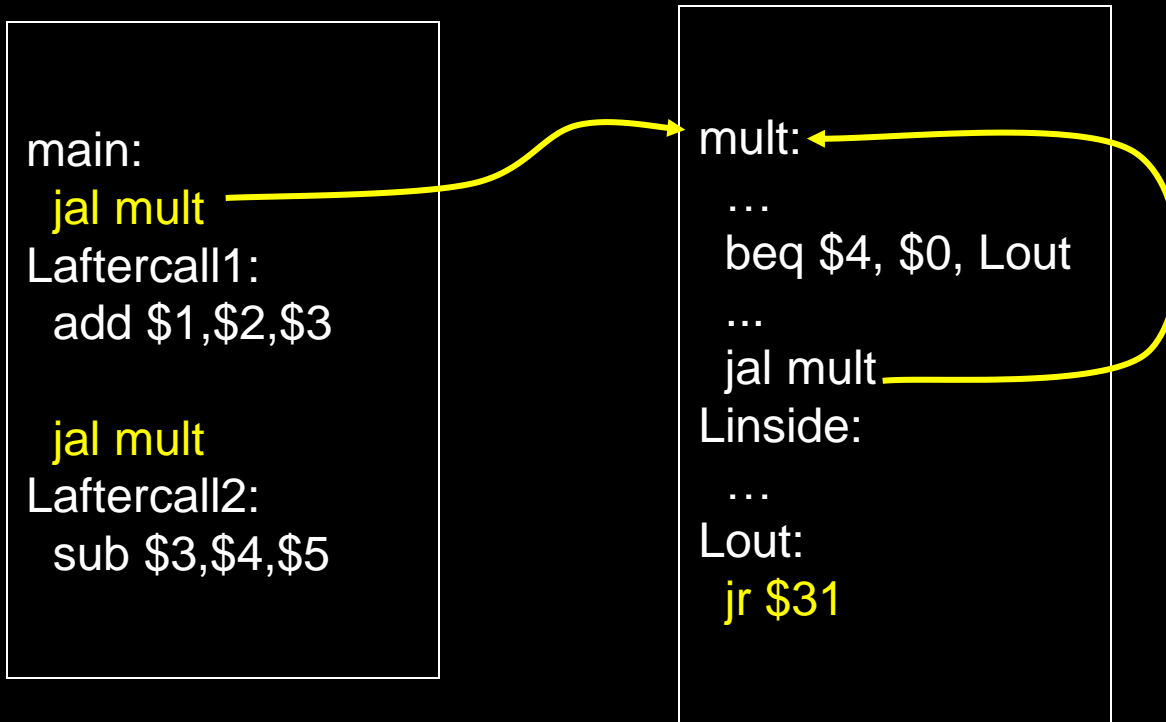 main:
jal mult
Laftercall1:
add $1,$2,$3
jal mult
Laftercall2:
sub $3,$4,$5
mult:
…
beq $4, $0, Lout
...
jal mult
Linside:
…
Lout:
jr $31